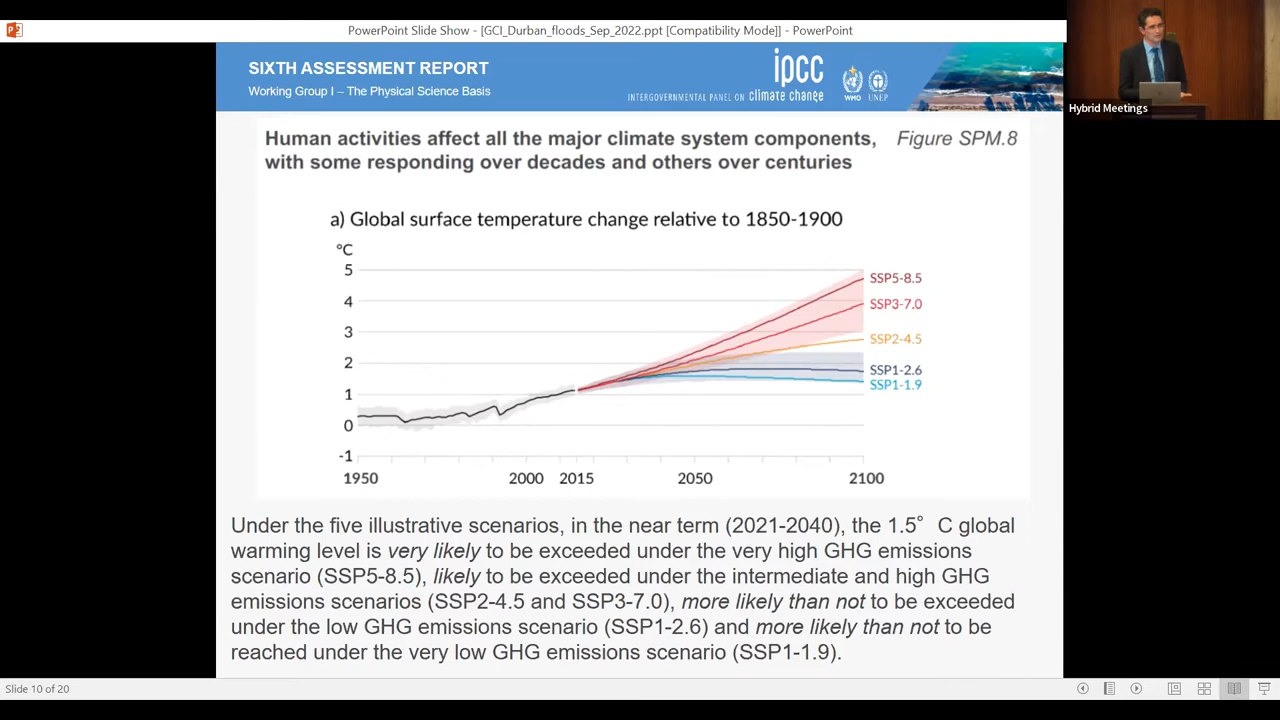 PowerPoint Slide Show - [GCI_Durban_floods_Sep_2022.ppt [Compatibility Mode]] - PowerPoint
Hybrid Meetings
SIXTH ASSESSMENT REPORT
Working Group I – The Physical Science Basis
ipcc
INTERGOVERNMENTAL PANEL ON climate change
WMO UNEP
Human activities affect all the major climate system components,
with some responding over decades and others over centuries
Figure SPM.8
a) Global surface temperature change relative to 1850-1900
°C
5
4
3
2
1
0
-1
1950 2000 2015 2050 2100
SSP5-8.5
SSP3-7.0
SSP2-4.5
SSP1-2.6
SSP1-1.9
Under the five illustrative scenarios, in the near term (2021-2040), the 1.5° C global
warming level is very likely to be exceeded under the very high GHG emissions
scenario (SSP5-8.5), likely to be exceeded under the intermediate and high GHG
emissions scenarios (SSP2-4.5 and SSP3-7.0), more likely than not to be exceeded
under the low GHG emissions scenario (SSP1-2.6) and more likely than not to be
reached under the very low GHG emissions scenario (SSP1-1.9).
Slide 10 of 20